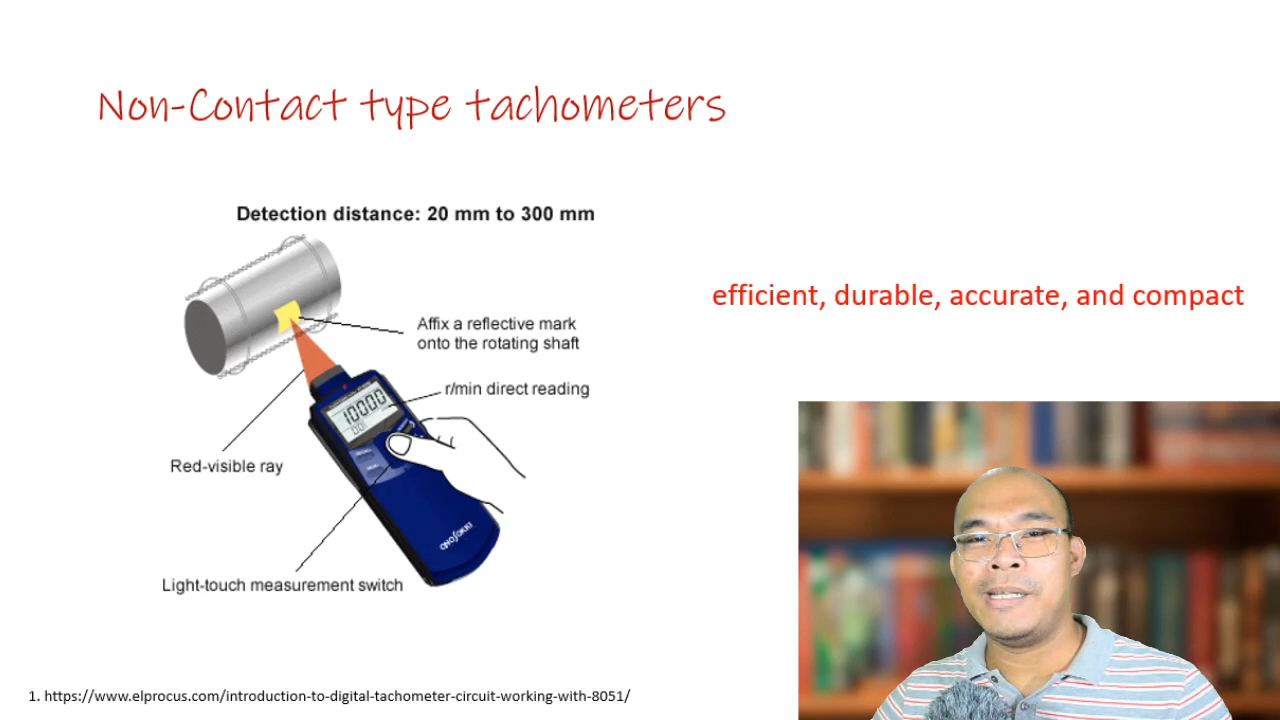 Non-Contact type tachometers
Detection distance: 20 mm to 300 mm
efficient, durable, accurate, and compact
Affix a reflective mark
onto the rotating shaft
r/min direct reading
10000
Red-visible ray
ONOSOKKI
Light-touch measurement switch
1. https://www.elprocus.com/introduction-to-digital-tachometer-circuit-working-with-8051/